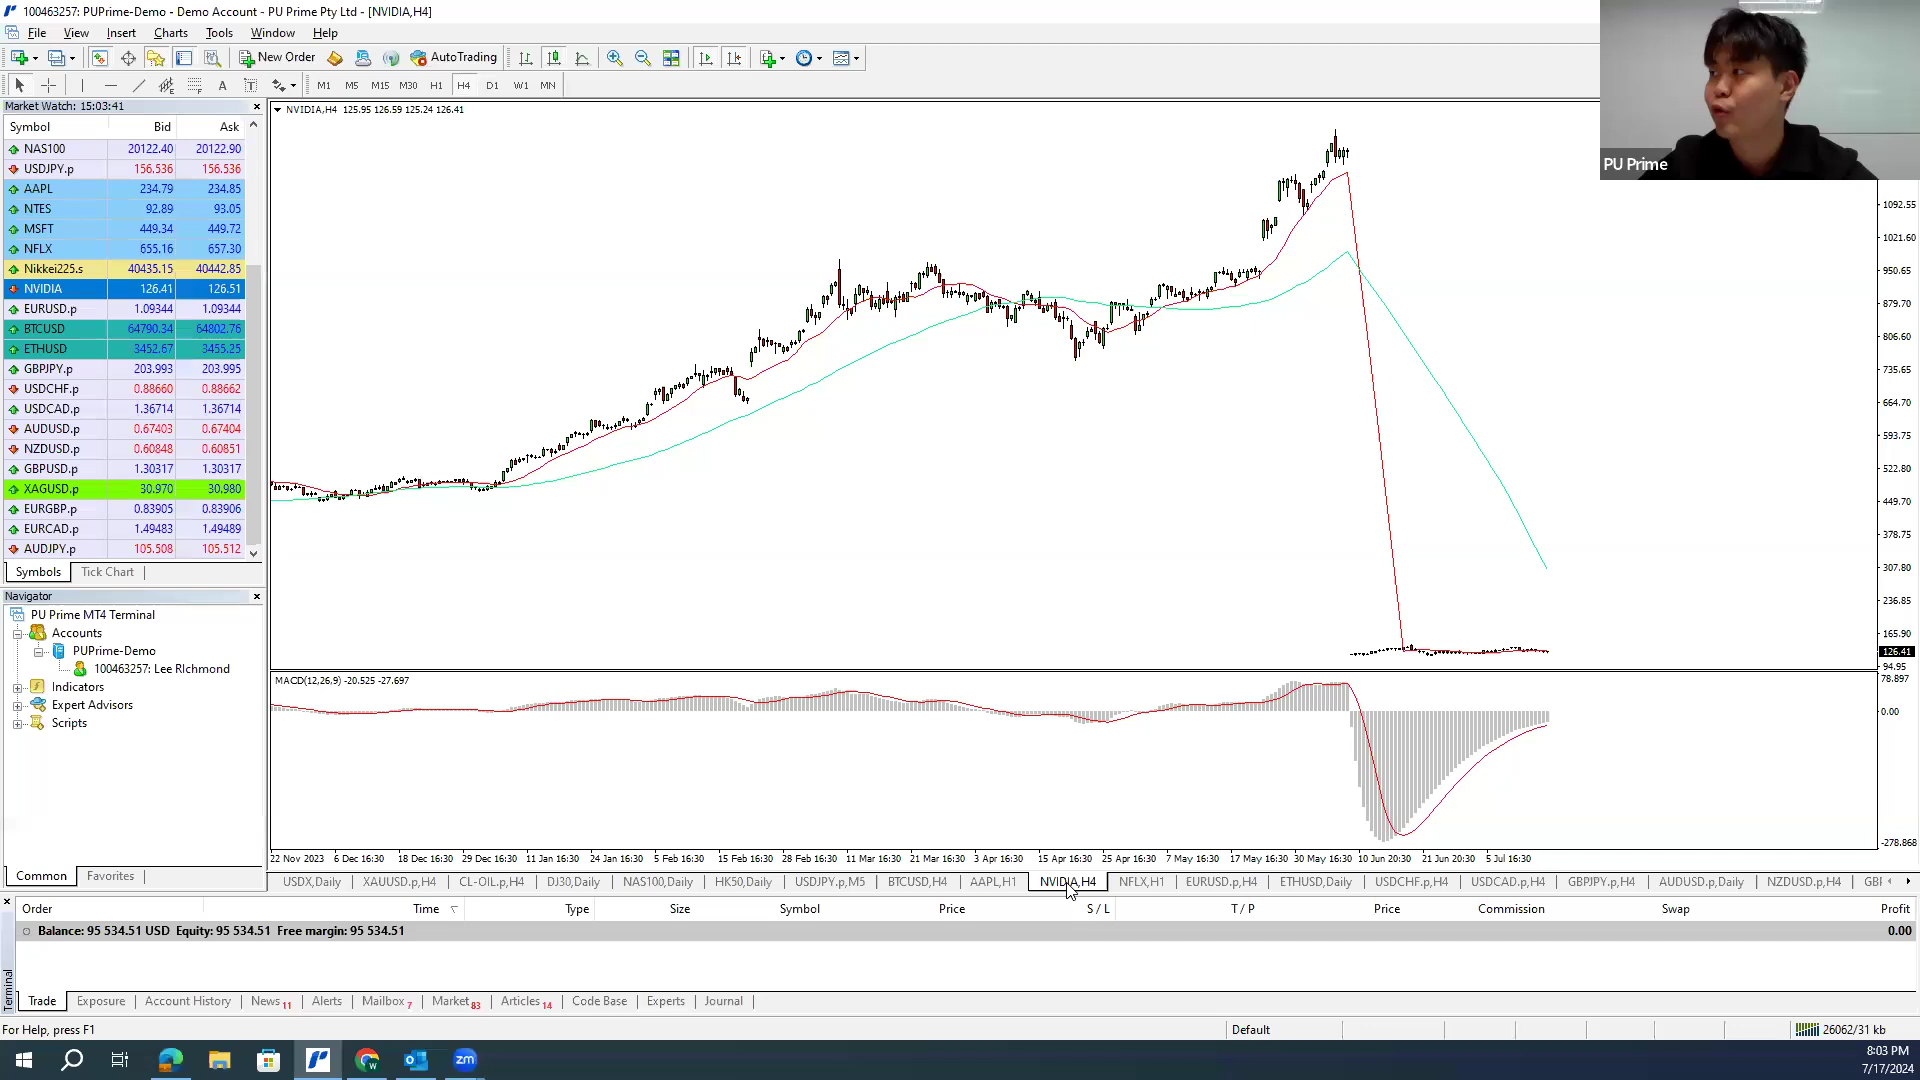 100463257: PUPrime-Demo - Demo Account - PU Prime Pty Ltd - [NVIDIA,H4]
File View Insert Charts Tools Window Help
New Order AutoTrading
A T M1 M5 M15 M30 H1 H4 D1 W1 MN
PU Prime
Market Watch: 15:03:41
Symbol Bid Ask
NAS100 20122.40 20122.90
USDJPY.p 156.536 156.536
AAPL 234.79 234.85
NTES 92.89 93.05
MSFT 449.34 449.72
NFLX 655.16 657.30
Nikkei225.s 40435.15 40442.85
NVIDIA 126.41 126.51
EURUSD.p 1.09344 1.09344
BTCUSD 64790.34 64802.76
ETHUSD 3452.67 3455.25
GBPJPY.p 203.993 203.995
USDCHF.p 0.88660 0.88662
USDCAD.p 1.36714 1.36714
AUDUSD.p 0.67403 0.67404
NZDUSD.p 0.60848 0.60851
GBPUSD.p 1.30317 1.30317
XAGUSD.p 30.970 30.980
EURGBP.p 0.83905 0.83906
EURCAD.p 1.49483 1.49489
AUDJPY.p 105.508 105.512
Symbols Tick Chart
Navigator
PU Prime MT4 Terminal
Accounts
PUPrime-Demo
100463257: Lee RIchmond
Indicators
Expert Advisors
Scripts
Common Favorites
NVIDIA,H4 125.95 126.59 125.24 126.41
1092.55
1021.60
950.65
879.70
806.60
735.65
664.70
593.75
522.80
449.70
378.75
307.80
236.85
165.90
126.41
94.95
MACD(12,26,9) -20.525 -27.697
78.897
0.00
-278.868
22 Nov 2023 6 Dec 16:30 18 Dec 16:30 29 Dec 16:30 11 Jan 16:30 24 Jan 16:30 5 Feb 16:30 15 Feb 16:30 28 Feb 16:30 11 Mar 16:30 21 Mar 16:30 3 Apr 16:30 15 Apr 16:30 25 Apr 16:30 7 May 16:30 17 May 16:30 30 May 16:30 10 Jun 20:30 21 Jun 20:30 5 Jul 16:30
USDX,Daily XAUUSD.p,H4 CL-OIL.p,H4 DJ30,Daily NAS100,Daily HK50,Daily USDJPY.p,M5 BTCUSD,H4 AAPL,H1 NVIDIA,H4 NFLX,H1 EURUSD.p,H4 ETHUSD,Daily USDCHF.p,H4 USDCAD.p,H4 GBPJPY.p,H4 AUDUSD.p,Daily NZDUSD.p,H4 GBF
Order Time Type Size Symbol Price S / L T / P Price Commission Swap Profit
Balance: 95 534.51 USD Equity: 95 534.51 Free margin: 95 534.51 0.00
Terminal
Trade Exposure Account History News 11 Alerts Mailbox 7 Market 83 Articles 14 Code Base Experts Journal
For Help, press F1 Default 26062/31 kb
zm
8:03 PM
7/17/2024